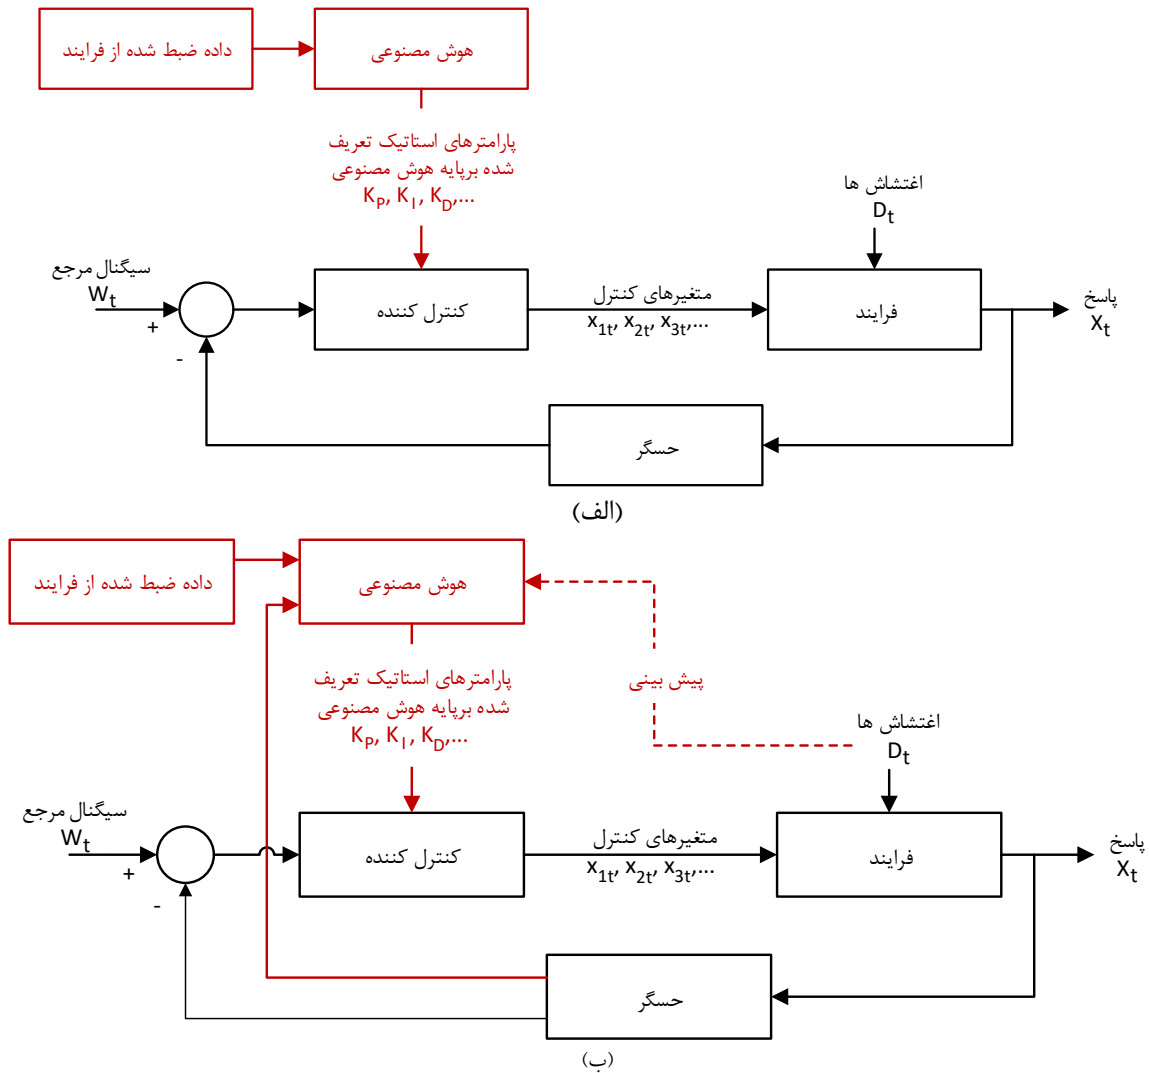 داده ضبط شده از فرایند
هوش مصنوعی
پارامترهای استاتیک تعریف
شده برپایه هوش مصنوعی
K_P, K_I, K_D,...
اغتشاش ها
D_t
سیگنال مرجع
W_t
+
-
کنترل کننده
متغیرهای کنترل
x_1t, x_2t, x_3t,...
فرایند
پاسخ
X_t
حسگر
(الف)
داده ضبط شده از فرایند
هوش مصنوعی
پارامترهای استاتیک تعریف
شده برپایه هوش مصنوعی
K_P, K_I, K_D,...
پیش بینی
اغتشاش ها
D_t
سیگنال مرجع
W_t
+
-
کنترل کننده
متغیرهای کنترل
x_1t, x_2t, x_3t,...
فرایند
پاسخ
X_t
حسگر
(ب)